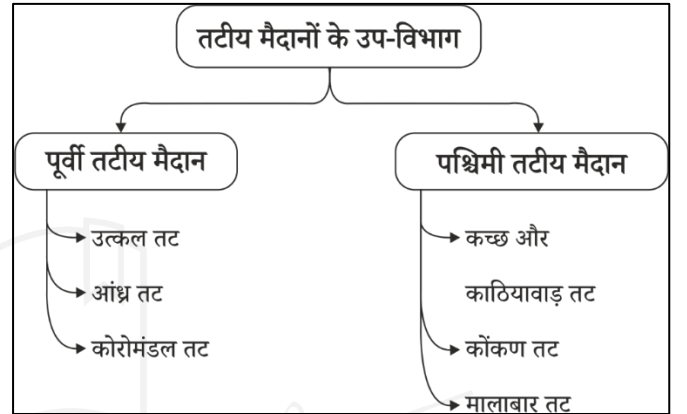 तटीय मैदानों के उप-विभाग
पूर्वी तटीय मैदान
उत्कल तट
आंध्र तट
कोरोमंडल तट
पश्चिमी तटीय मैदान
कच्छ और
काठियावाड़ तट
कोंकण तट
मालाबार तट